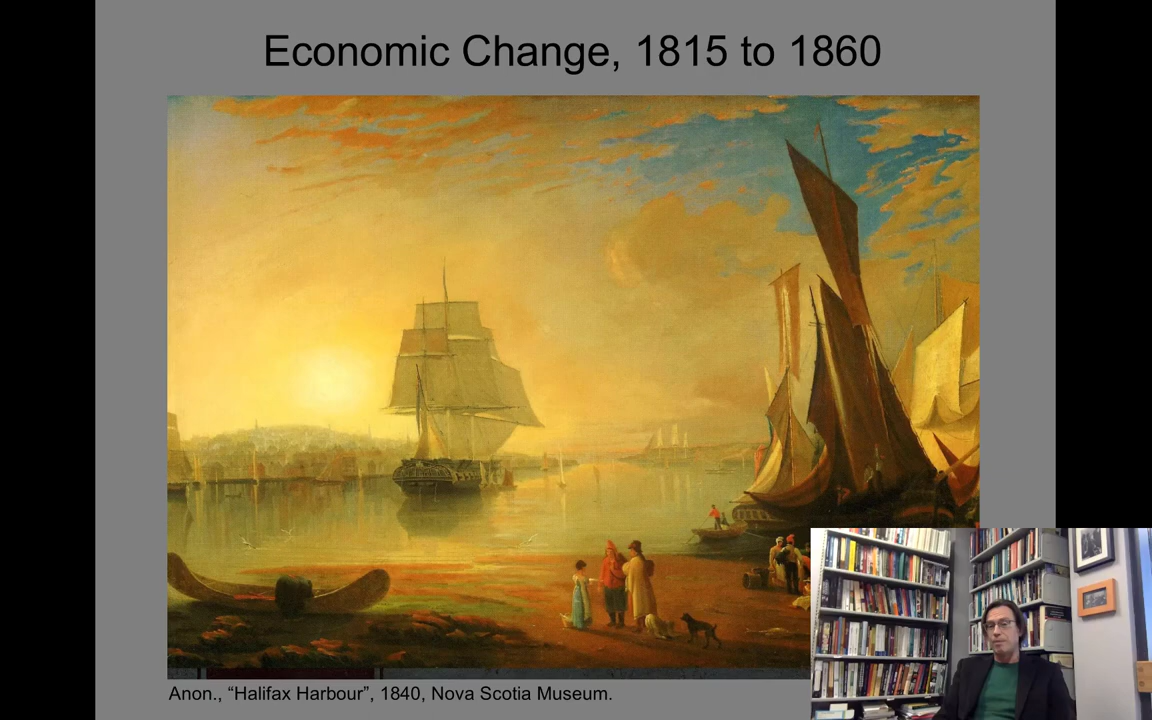 Economic Change, 1815 to 1860
Anon., “Halifax Harbour”, 1840, Nova Scotia Museum.